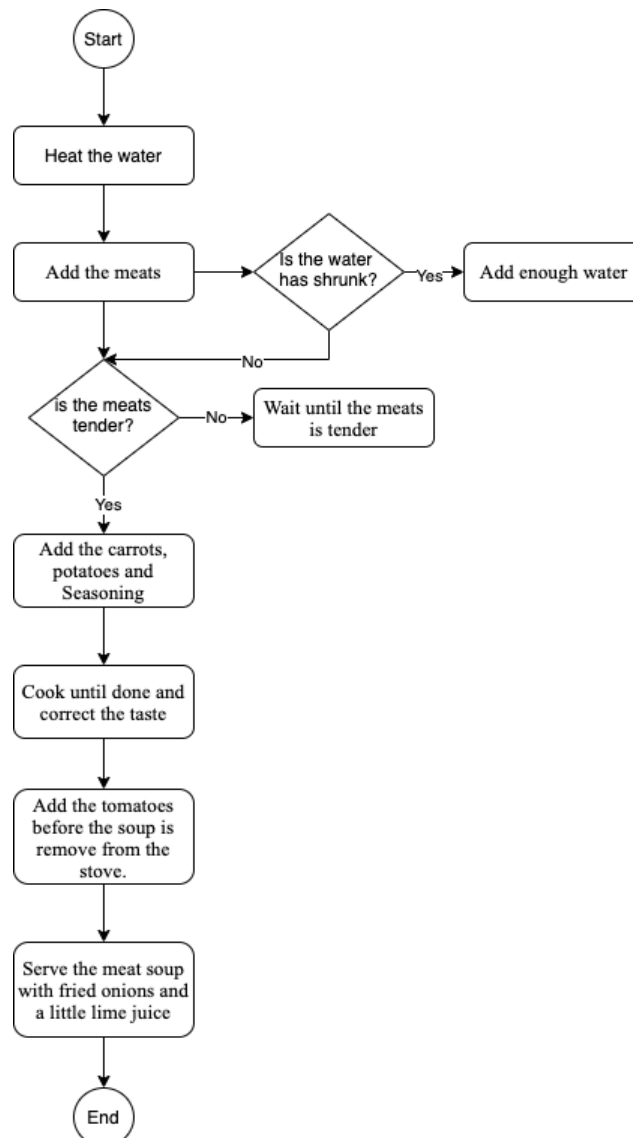 Start
Heat the water
Add the meats
Is the water
has shrunk?
Yes
Add enough water
No
is the meats
tender?
No
Wait until the meats
is tender
Yes
Add the carrots,
potatoes and
Seasoning
Cook until done and
correct the taste
Add the tomatoes
before the soup is
remove from the
stove.
Serve the meat soup
with fried onions and
a little lime juice
End